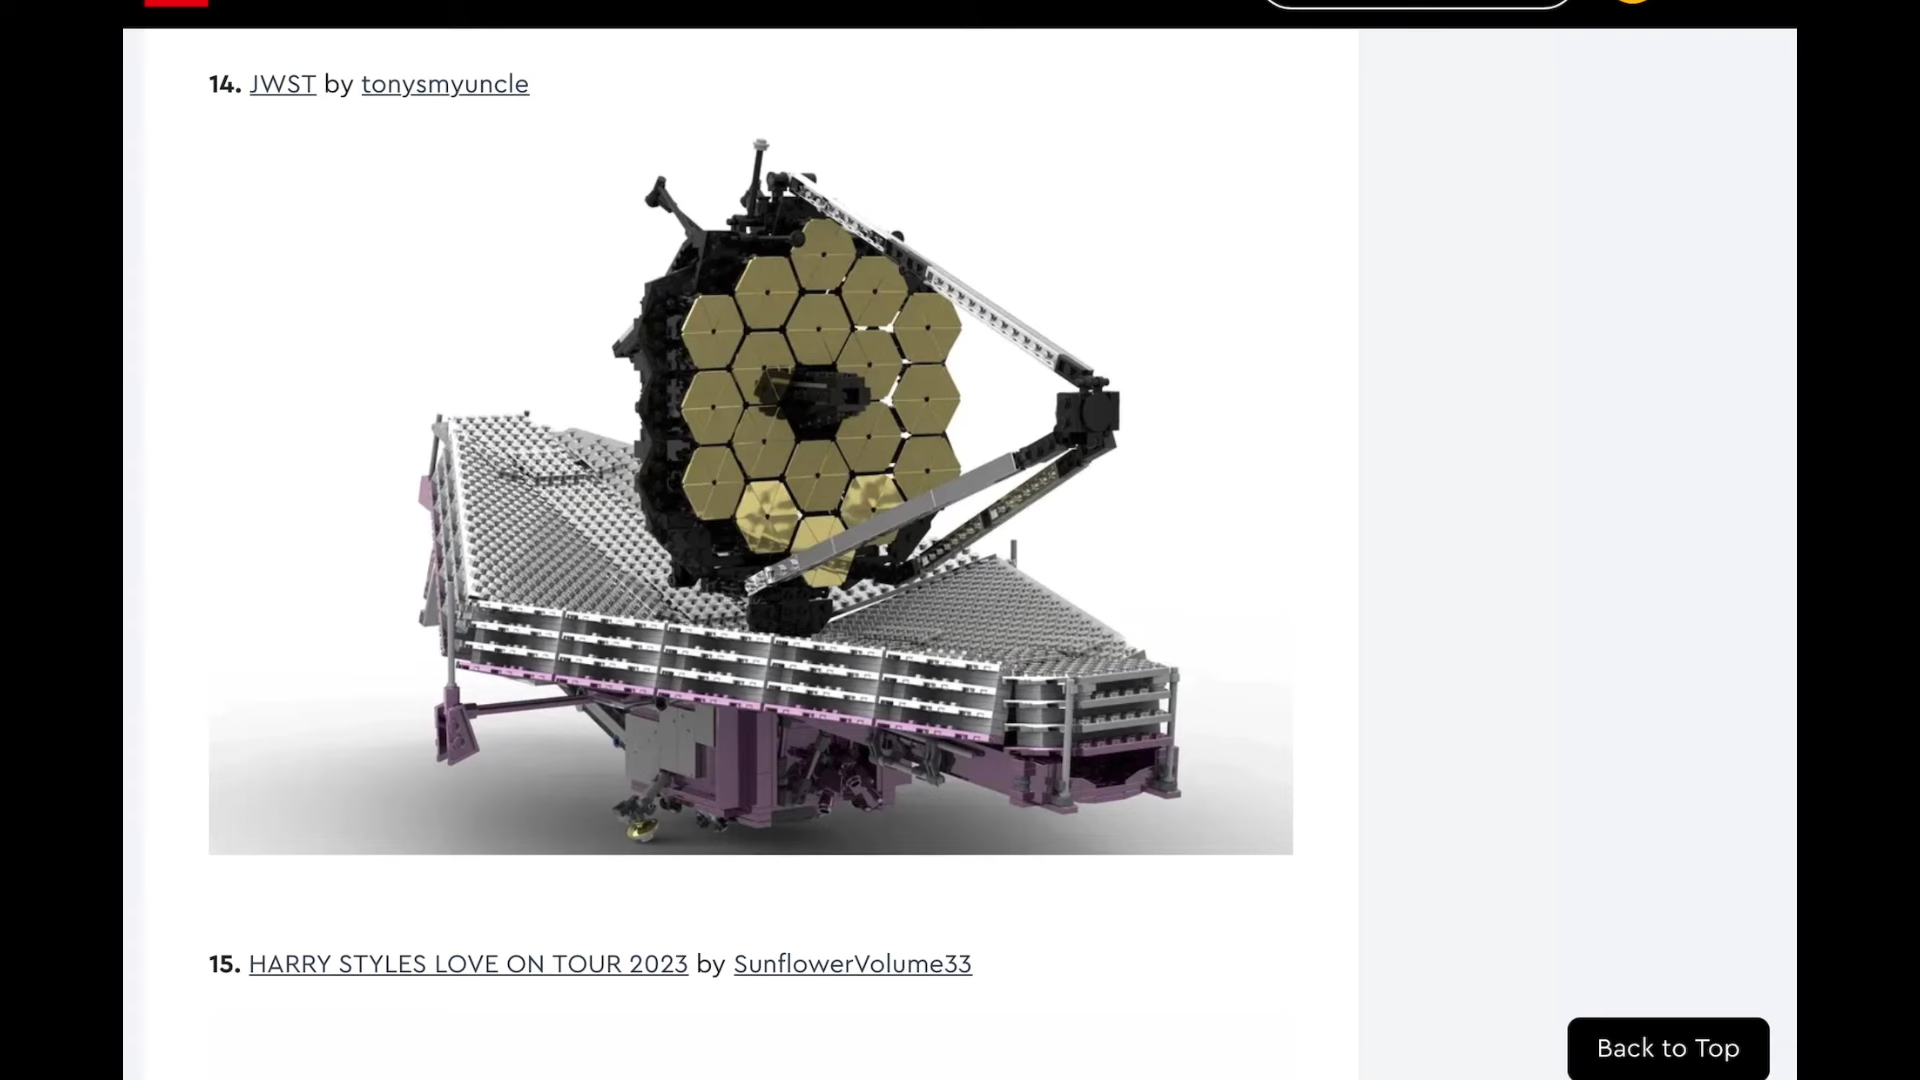 14. JWST by tonysmyuncle
15. HARRY STYLES LOVE ON TOUR 2023 by SunflowerVolume33
Back to Top